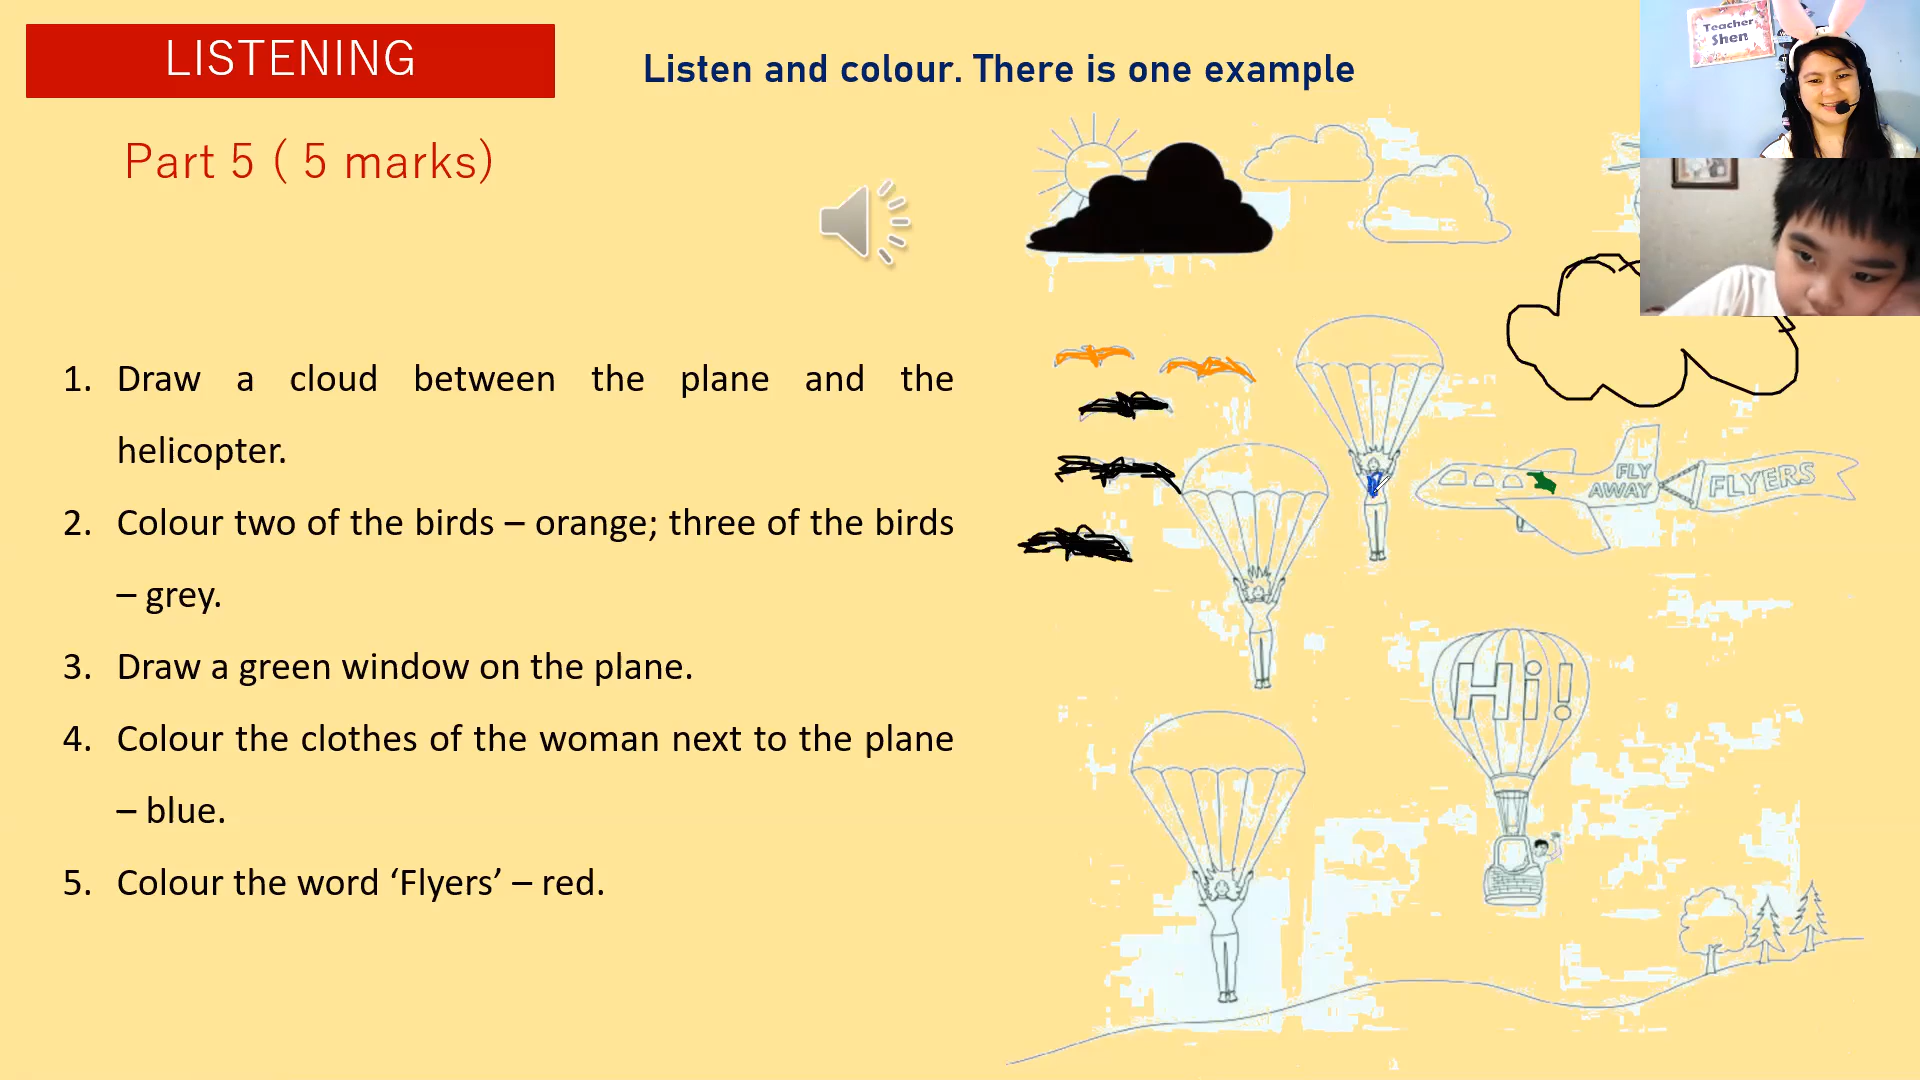 LISTENING
Listen and colour. There is one example
Teacher
Shen
Part 5 ( 5 marks)
1. Draw a cloud between the plane and the
helicopter.
2. Colour two of the birds – orange; three of the birds
– grey.
3. Draw a green window on the plane.
4. Colour the clothes of the woman next to the plane
– blue.
5. Colour the word ‘Flyers’ – red.
FLY
AWAY
FLYERS
Hi!